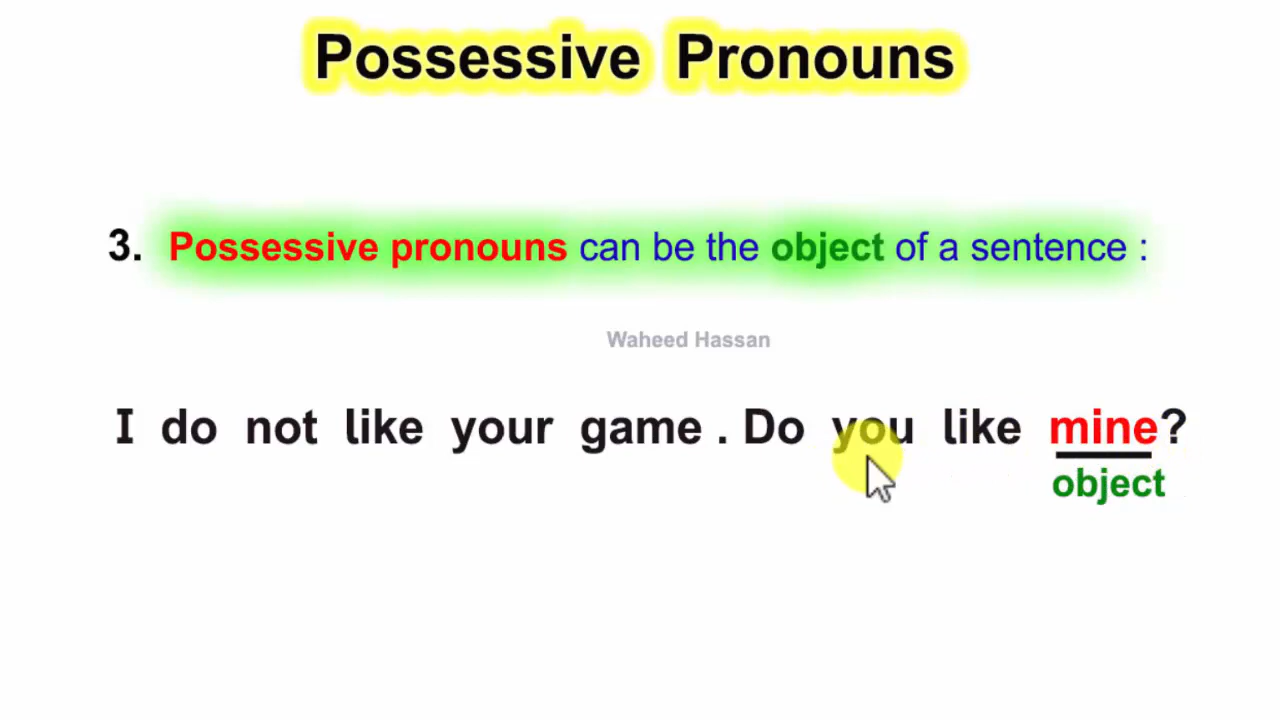 Possessive Pronouns
3. Possessive pronouns can be the object of a sentence :
Waheed Hassan
I do not like your game . Do you like mine?
object